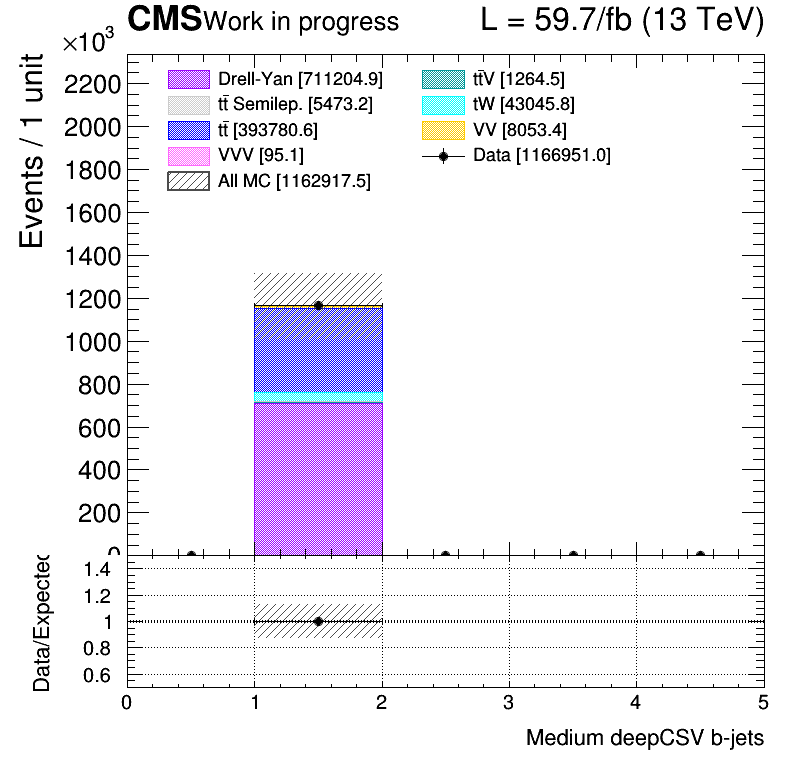 CMS Work in progress L = 59.7/fb (13 TeV)
×10³
Events / 1 unit
Drell-Yan [711204.9] tt̄V [1264.5]
tt̄ Semilep. [5473.2] tW [43045.8]
tt̄ [393780.6] VV [8053.4]
VVV [95.1] Data [1166951.0]
All MC [1162917.5]
2200
2000
1800
1600
1400
1200
1000
800
600
400
200
0
Data/Expected
1.4
1.2
1
0.8
0.6
0 1 2 3 4 5
Medium deepCSV b-jets